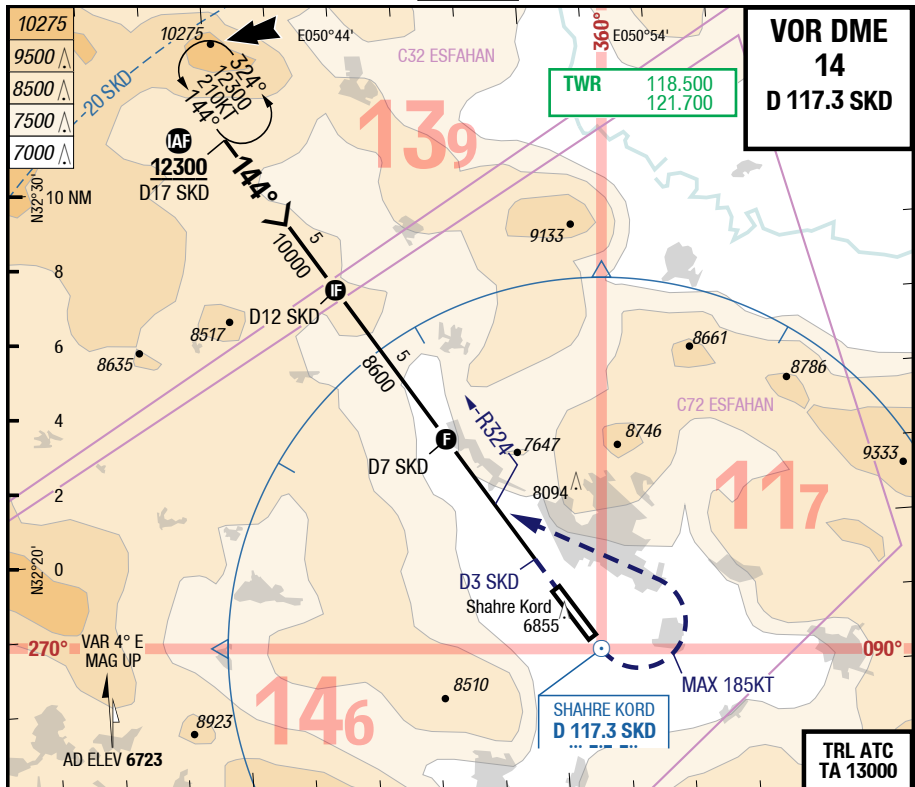 10275
9500
8500
7500
7000
10275
E050°44'
360°
E050°54'
C32 ESFAHAN
TWR 118.500
121.700
VOR DME
14
D 117.3 SKD
20 SKD
324°
12300
210KT
144°
IAF
12300
D17 SKD
144°
139
N32°30'
10 NM
5
10000
9133
8
IF
D12 SKD
8517
8635
6
5
8600
8661
8786
C72 ESFAHAN
4
F
D7 SKD
R324
7647
8746
9333
8094
117
2
N32°20'
0
D3 SKD
Shahre Kord
6855
270°
VAR 4° E
MAG UP
090°
MAX 185KT
146
8510
SHAHRE KORD
D 117.3 SKD
8923
AD ELEV 6723
TRL ATC
TA 13000